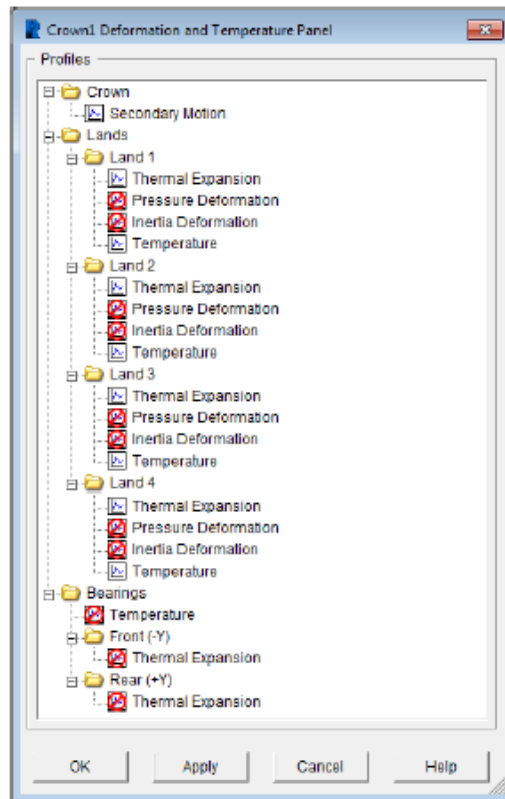 Crown1 Deformation and Temperature Panel
Profiles
Crown
Secondary Motion
Lands
Land 1
Thermal Expansion
Pressure Deformation
Inertia Deformation
Temperature
Land 2
Thermal Expansion
Pressure Deformation
Inertia Deformation
Temperature
Land 3
Thermal Expansion
Pressure Deformation
Inertia Deformation
Temperature
Land 4
Thermal Expansion
Pressure Deformation
Inertia Deformation
Temperature
Bearings
Temperature
Front (-Y)
Thermal Expansion
Rear (+Y)
Thermal Expansion
OK Apply Cancel Help